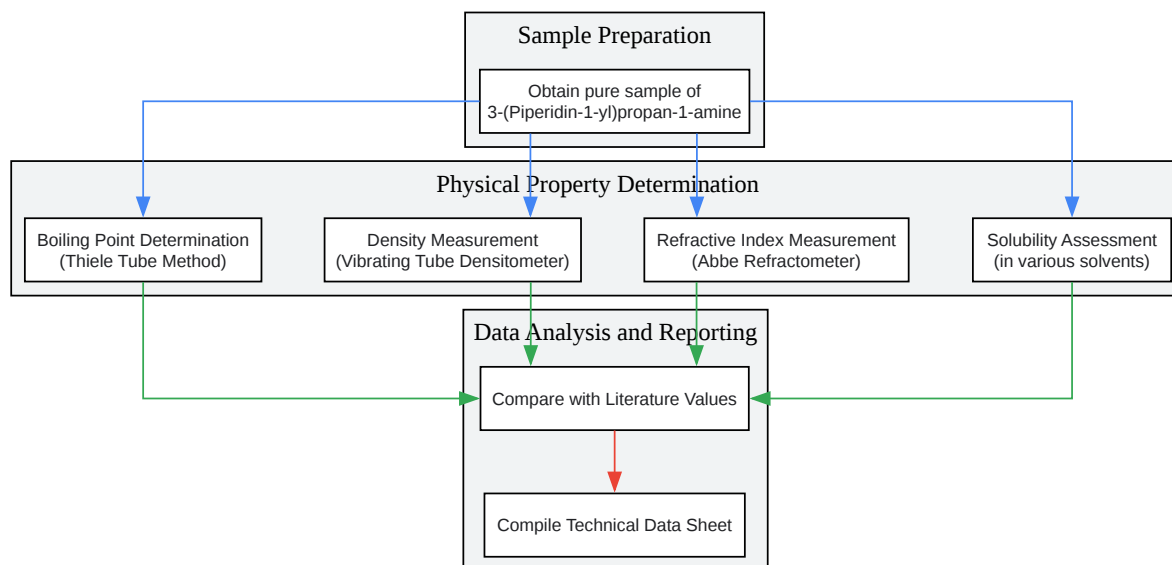 Sample Preparation
Obtain pure sample of
3-(Piperidin-1-yl)propan-1-amine
Physical Property Determination
Boiling Point Determination
(Thiele Tube Method)
Density Measurement
(Vibrating Tube Densitometer)
Refractive Index Measurement
(Abbe Refractometer)
Solubility Assessment
(in various solvents)
Data Analysis and Reporting
Compare with Literature Values
Compile Technical Data Sheet